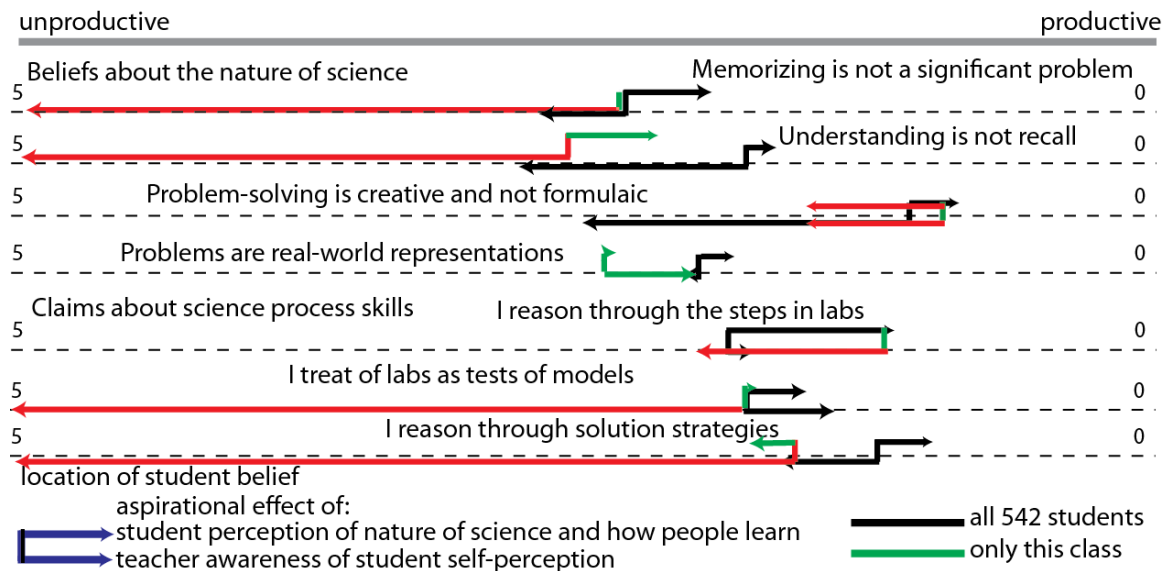 unproductive productive
Beliefs about the nature of science Memorizing is not a significant problem
5 0
5 Understanding is not recall 0
5 Problem-solving is creative and not formulaic 0
5 Problems are real-world representations 0
Claims about science process skills I reason through the steps in labs
5 0
I treat of labs as tests of models
5 0
5 I reason through solution strategies 0
location of student belief
aspirational effect of:
student perception of nature of science and how people learn
teacher awareness of student self-perception
all 542 students
only this class